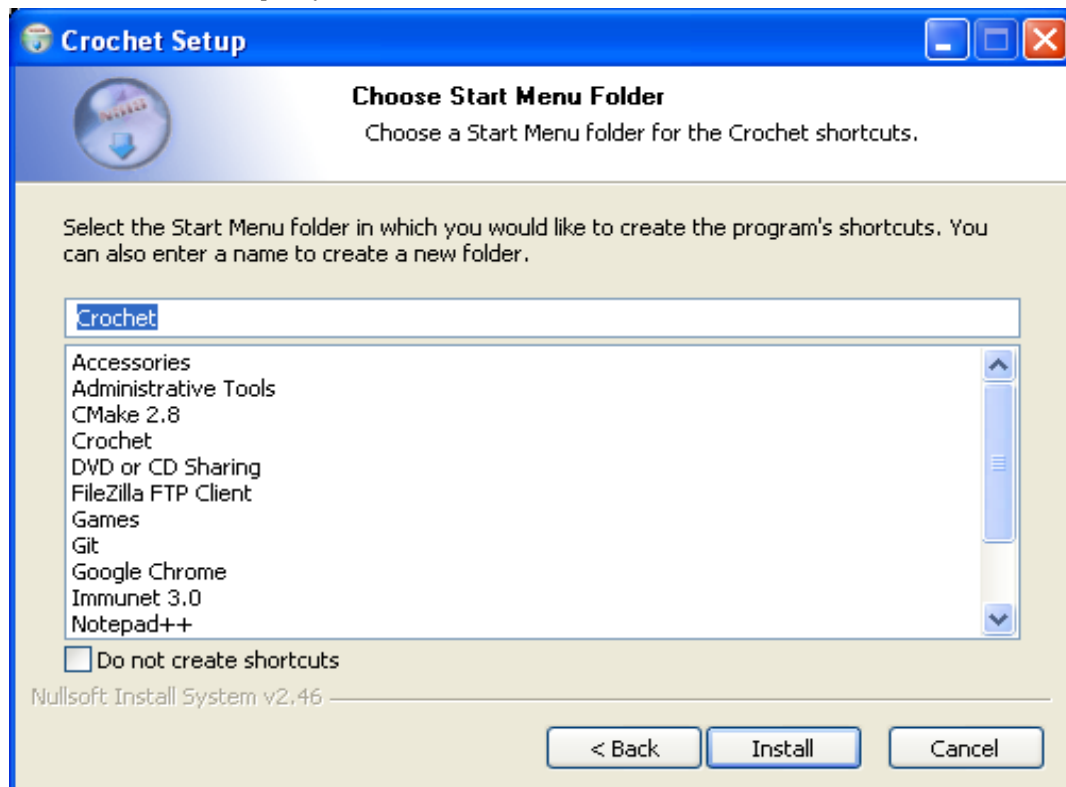 Crochet Setup
Choose Start Menu Folder
Choose a Start Menu folder for the Crochet shortcuts.
Select the Start Menu folder in which you would like to create the program's shortcuts. You
can also enter a name to create a new folder.
Crochet
Accessories
Administrative Tools
CMake 2.8
Crochet
DVD or CD Sharing
FileZilla FTP Client
Games
Git
Google Chrome
Immunet 3.0
Notepad++
Do not create shortcuts
Nullsoft Install System v2.46
< Back
Install
Cancel